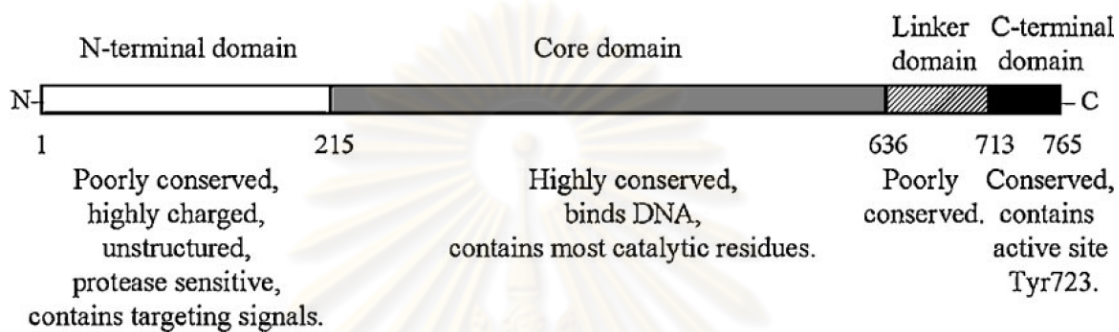 N-terminal domain
Core domain
Linker domain
C-terminal domain
N
C
1
215
636
713
765
Poorly conserved,
highly charged,
unstructured,
protease sensitive,
contains targeting signals.
Highly conserved,
binds DNA,
contains most catalytic residues.
Poorly
conserved.
Conserved,
contains
active site
Tyr723.